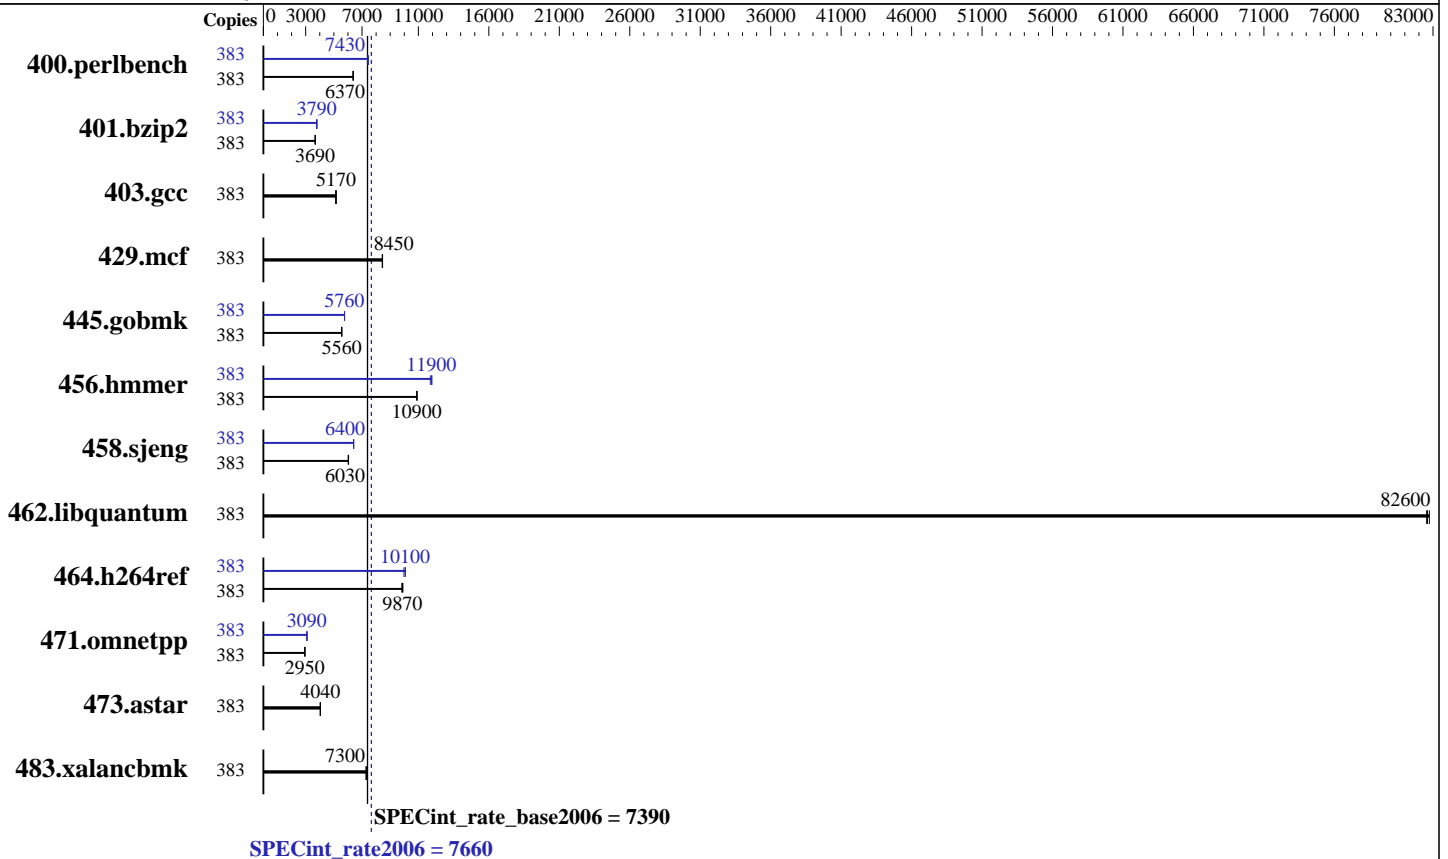 Copies 0 3000 7000 11000 16000 21000 26000 31000 36000 41000 46000 51000 56000 61000 66000 71000 76000 83000
400.perlbench 383 7430
383 6370
401.bzip2 383 3790
383 3690
403.gcc 383 5170
429.mcf 383 8450
445.gobmk 383 5760
383 5560
456.hmmer 383 11900
383 10900
458.sjeng 383 6400
383 6030
462.libquantum 383 82600
464.h264ref 383 10100
383 9870
471.omnetpp 383 3090
383 2950
473.astar 383 4040
483.xalancbmk 383 7300
SPECint_rate_base2006 = 7390
SPECint_rate2006 = 7660